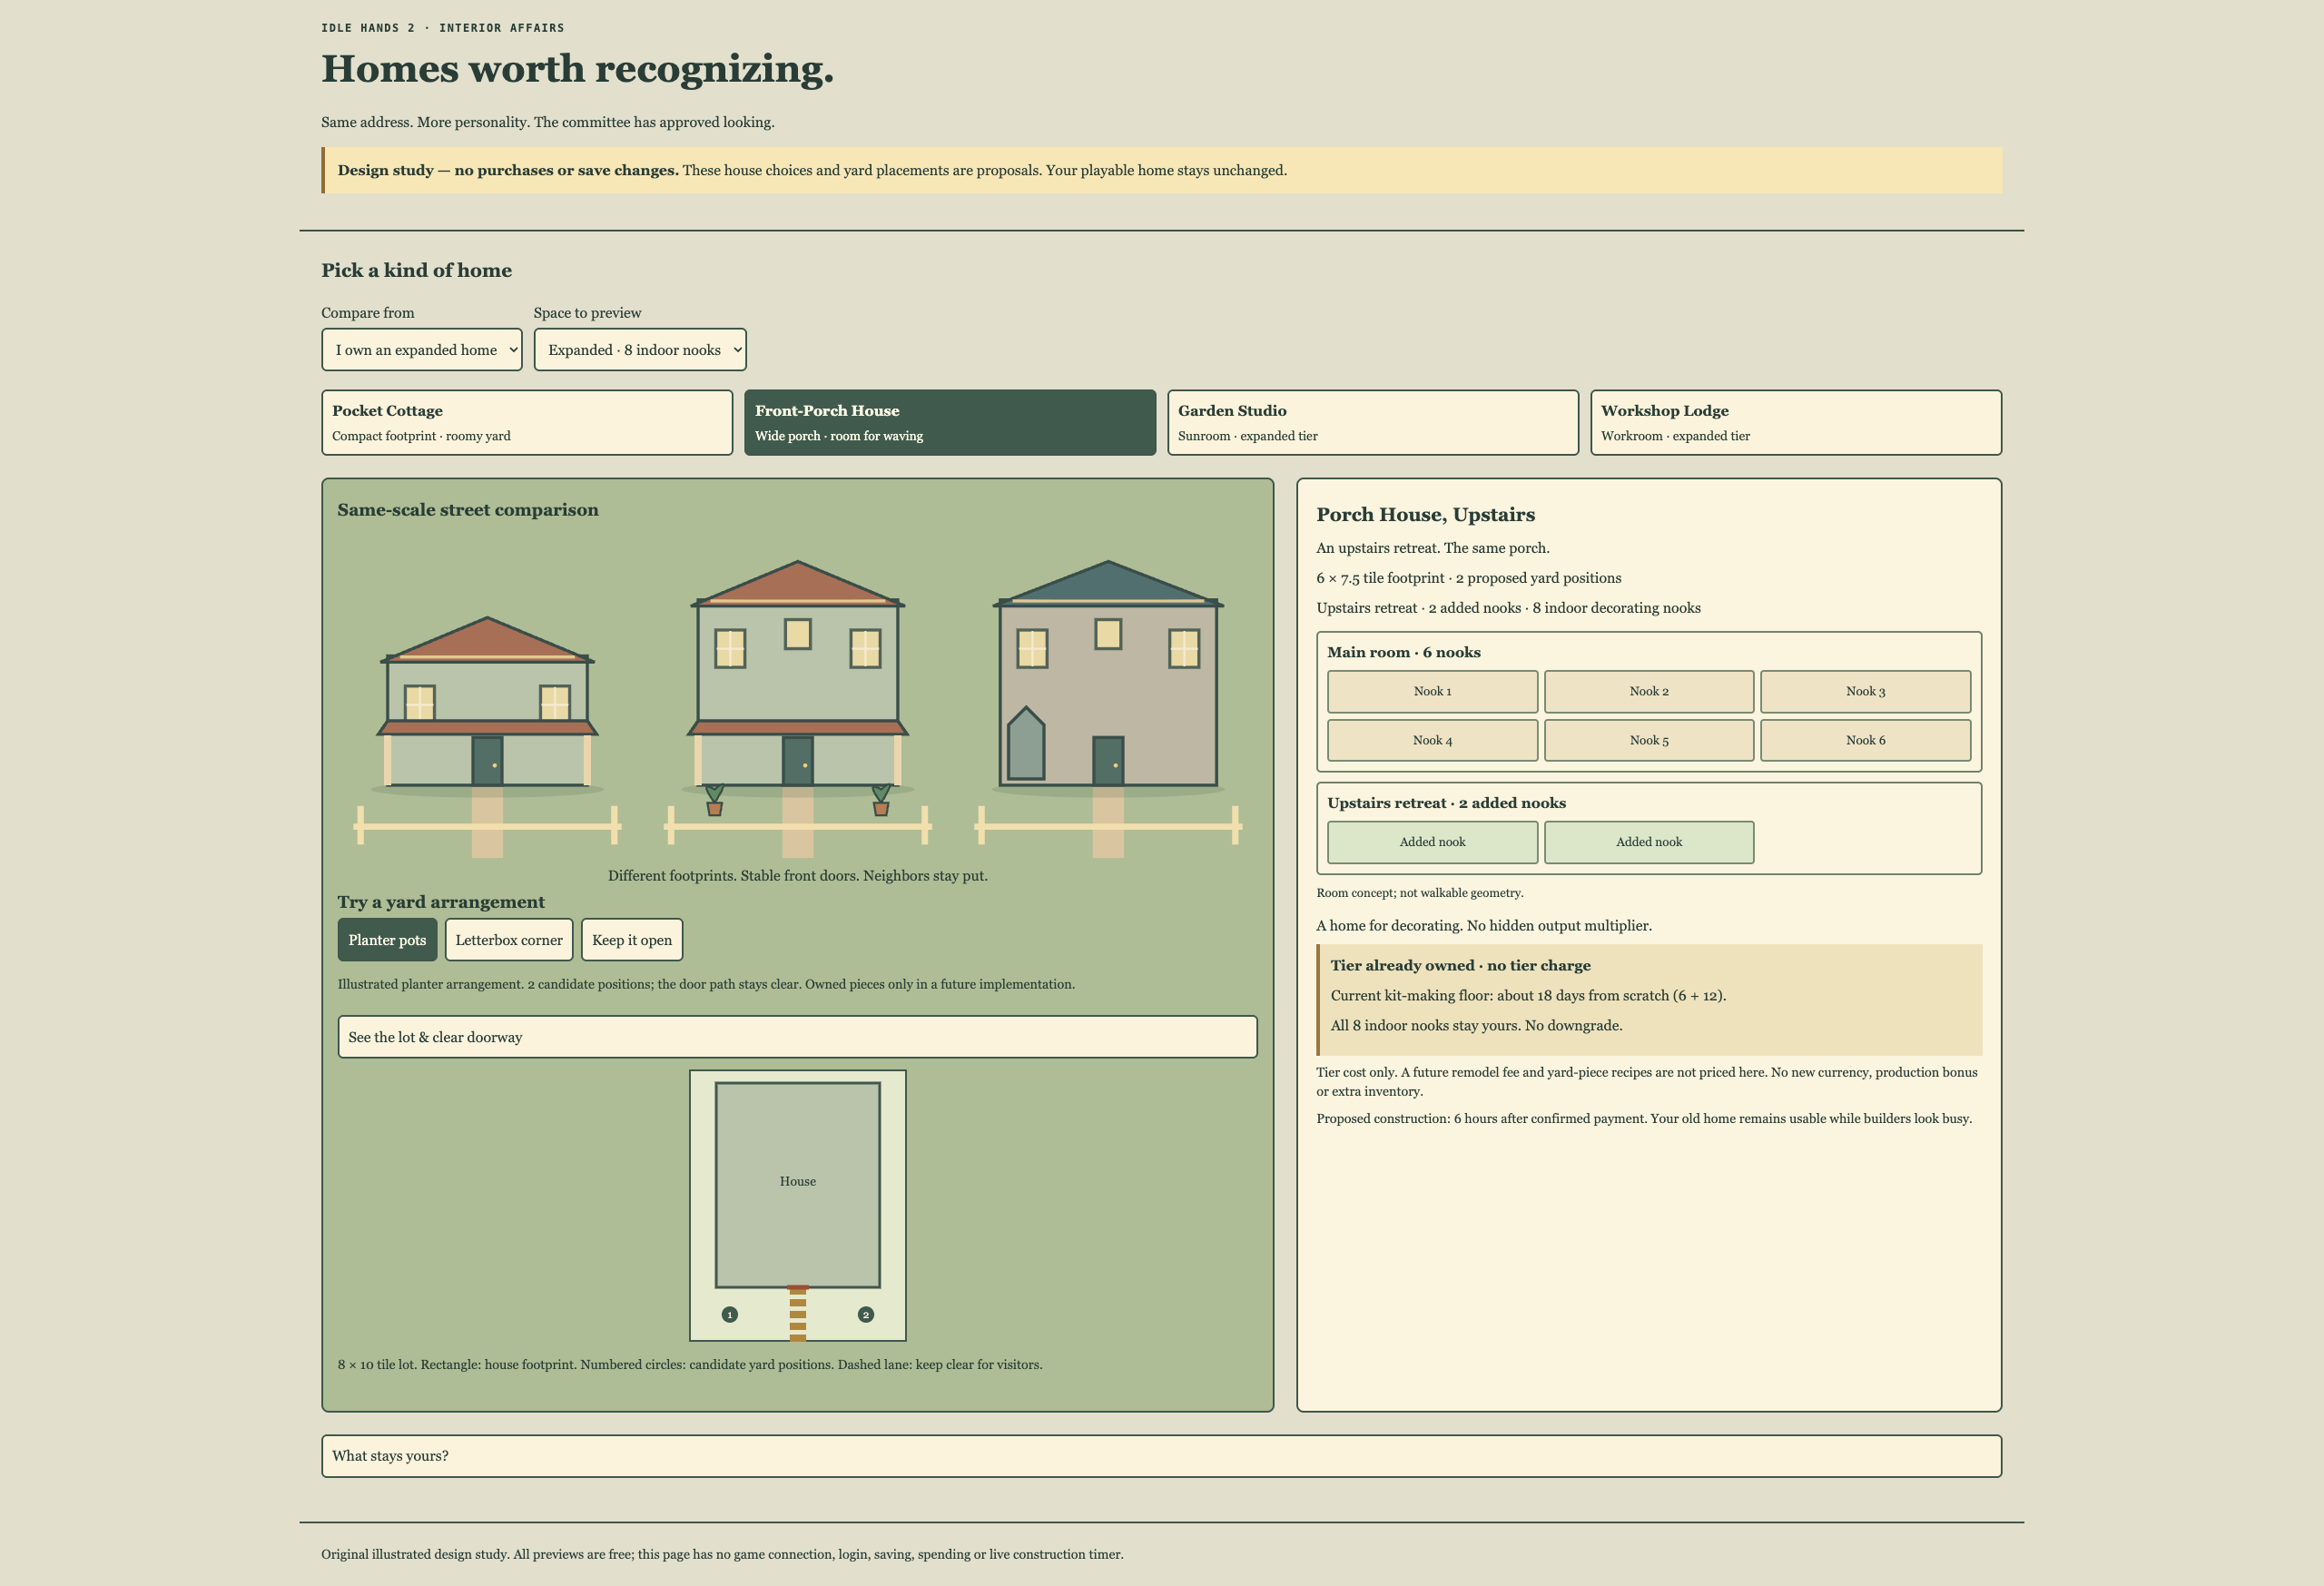 IDLE HANDS 2 · INTERIOR AFFAIRS
Homes worth recognizing.
Same address. More personality. The committee has approved looking.
Design study — no purchases or save changes. These house choices and yard placements are proposals. Your playable home stays unchanged.
Pick a kind of home
Compare from
Space to preview
I own an expanded home
Expanded · 8 indoor nooks
Pocket Cottage
Compact footprint · roomy yard
Front-Porch House
Wide porch · room for waving
Garden Studio
Sunroom · expanded tier
Workshop Lodge
Workroom · expanded tier
Same-scale street comparison
Different footprints. Stable front doors. Neighbors stay put.
Try a yard arrangement
Planter pots
Letterbox corner
Keep it open
Illustrated planter arrangement. 2 candidate positions; the door path stays clear. Owned pieces only in a future implementation.
See the lot & clear doorway
House
1
2
8 × 10 tile lot. Rectangle: house footprint. Numbered circles: candidate yard positions. Dashed lane: keep clear for visitors.
Porch House, Upstairs
An upstairs retreat. The same porch.
6 × 7.5 tile footprint · 2 proposed yard positions
Upstairs retreat · 2 added nooks · 8 indoor decorating nooks
Main room · 6 nooks
Nook 1
Nook 2
Nook 3
Nook 4
Nook 5
Nook 6
Upstairs retreat · 2 added nooks
Added nook
Added nook
Room concept; not walkable geometry.
A home for decorating. No hidden output multiplier.
Tier already owned · no tier charge
Current kit-making floor: about 18 days from scratch (6 + 12).
All 8 indoor nooks stay yours. No downgrade.
Tier cost only. A future remodel fee and yard-piece recipes are not priced here. No new currency, production bonus
or extra inventory.
Proposed construction: 6 hours after confirmed payment. Your old home remains usable while builders look busy.
What stays yours?
Original illustrated design study. All previews are free; this page has no game connection, login, saving, spending or live construction timer.